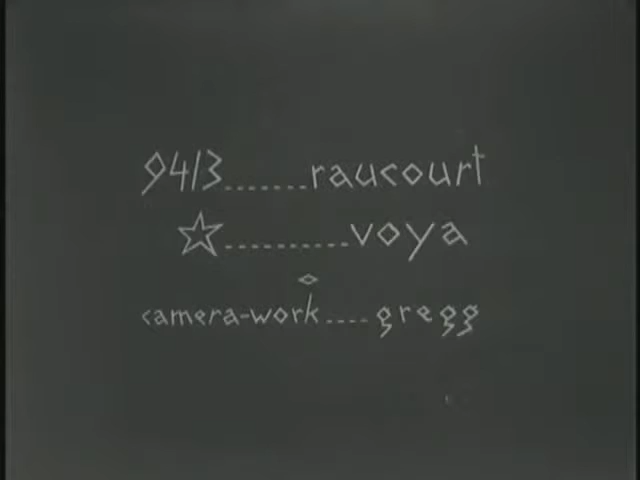 9413.......raucourt
☆..........voya
camera-work....gregg